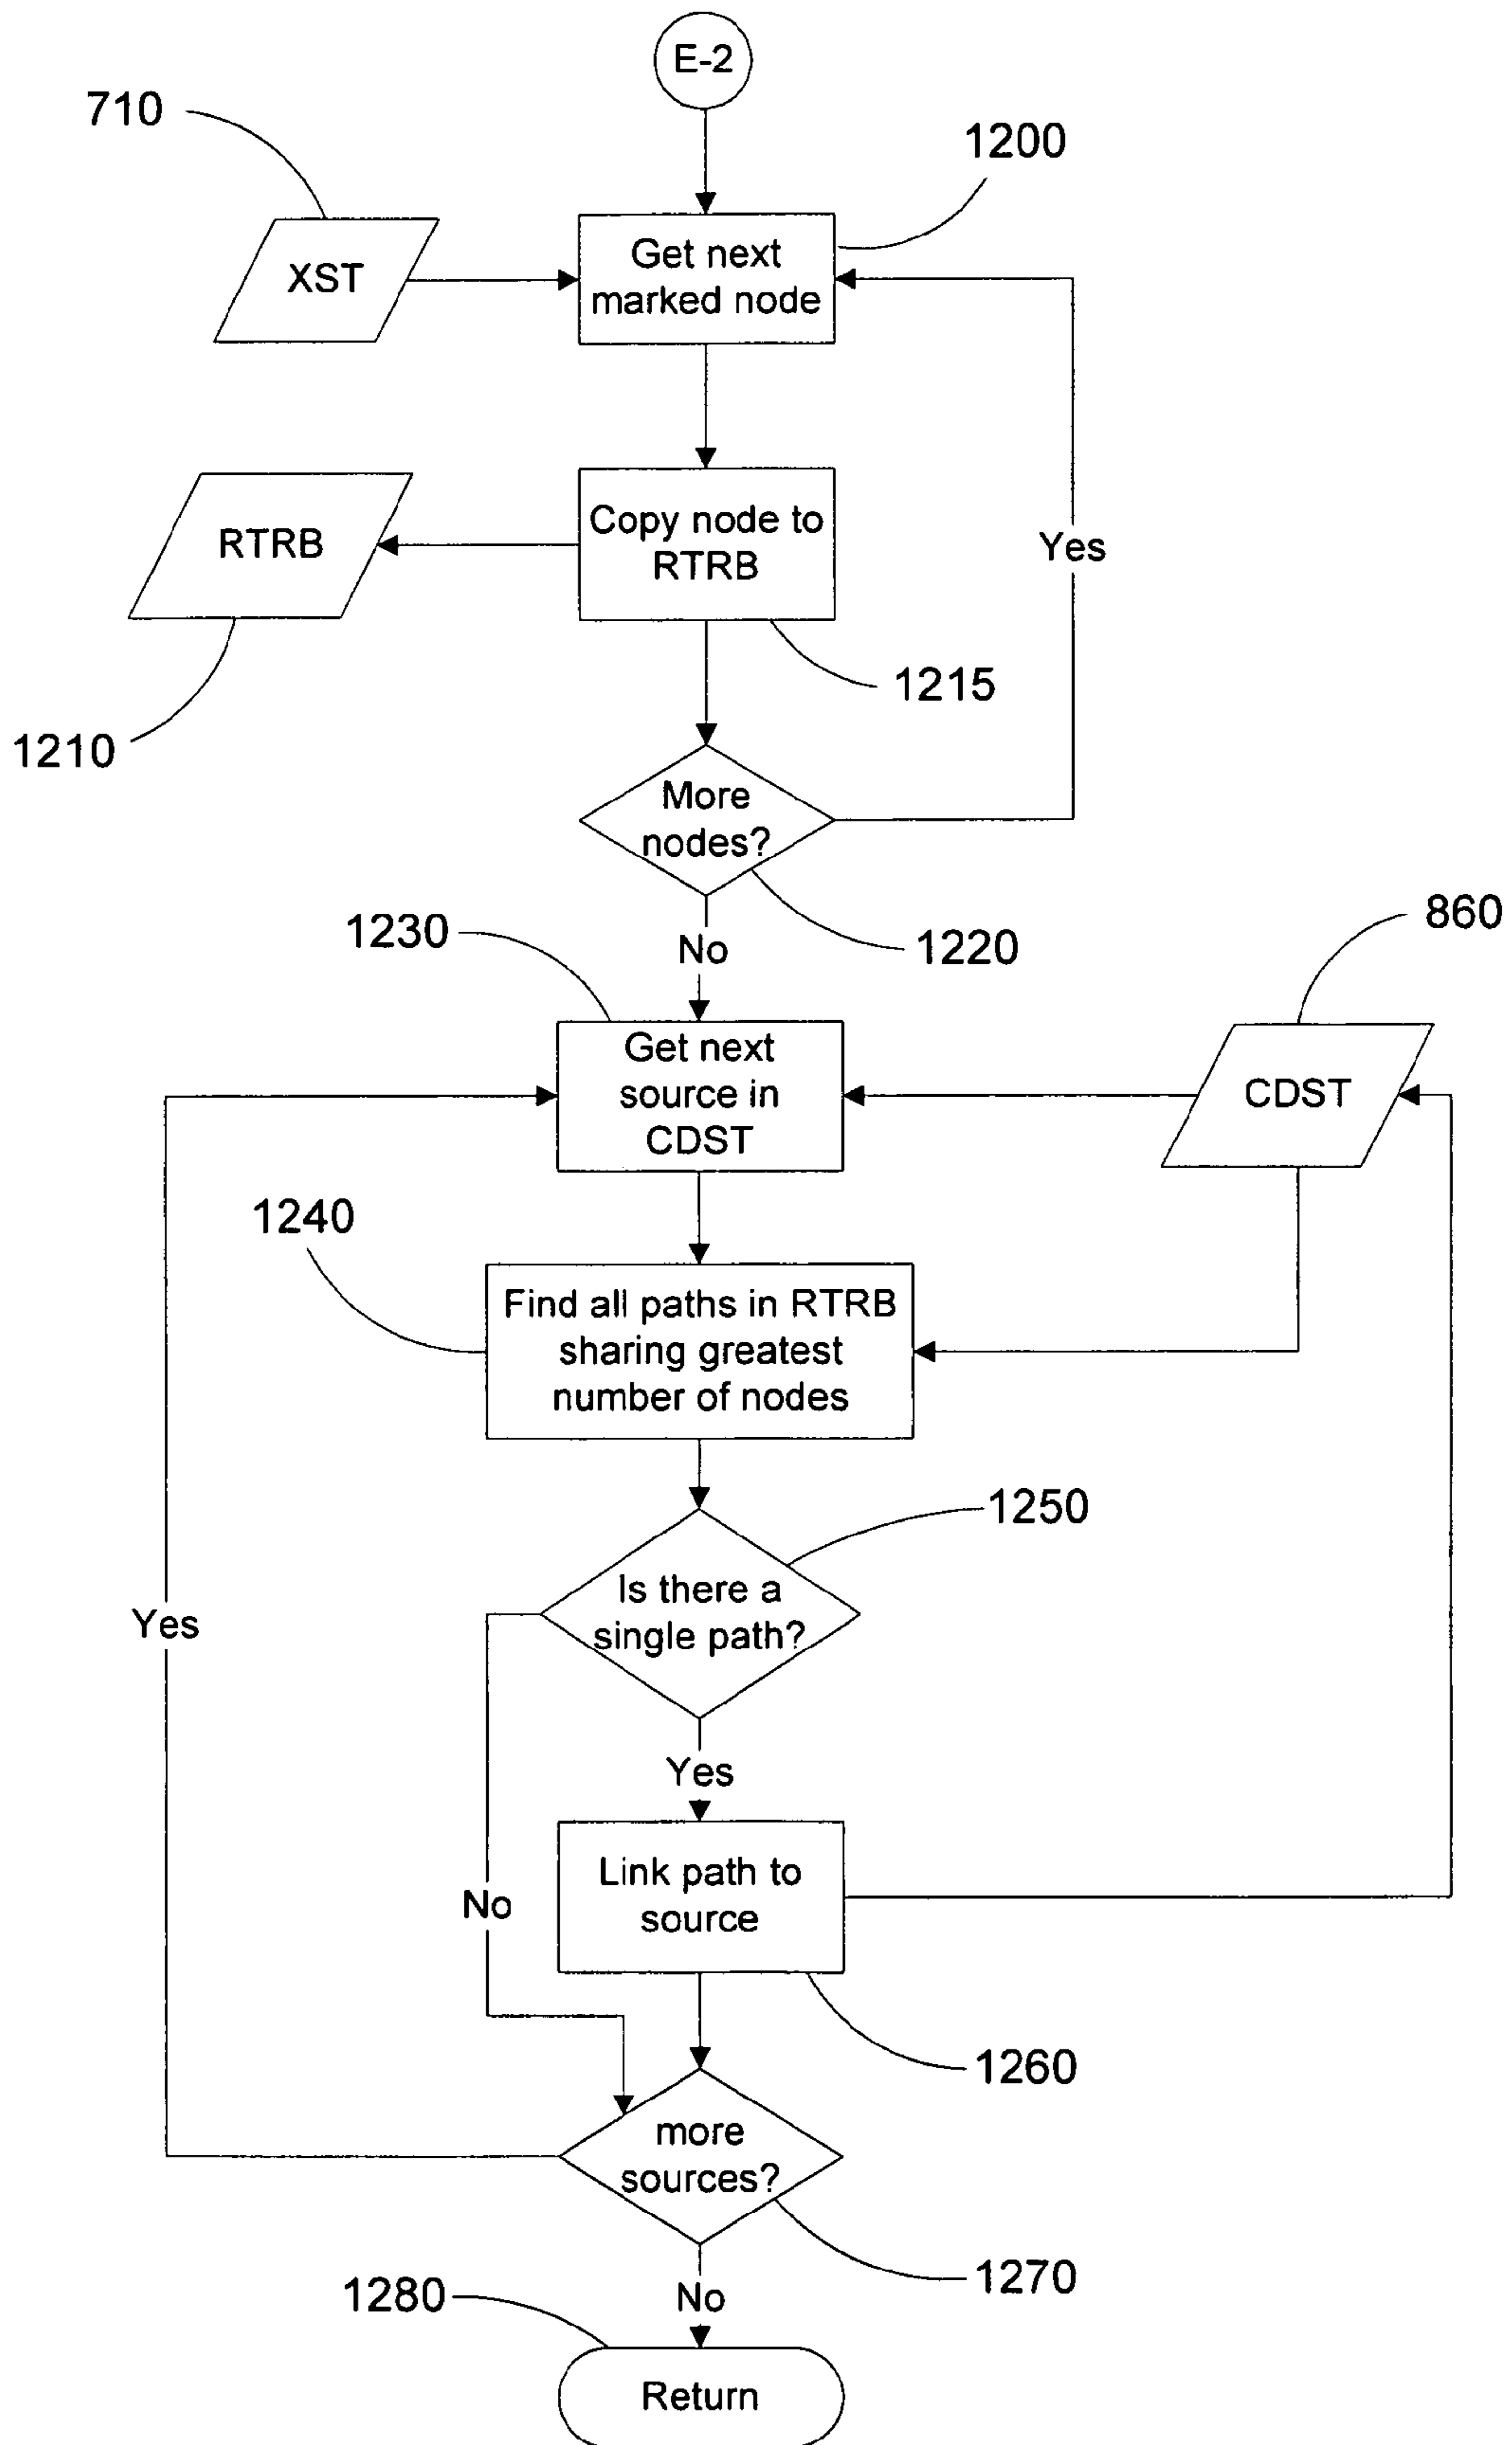 E-2
710
1200
XST
Get next
marked node
RTRB
Copy node to
RTRB
Yes
1215
1210
More
nodes?
1230
No
1220
860
Get next
source in
CDST
CDST
1240
Find all paths in RTRB
sharing greatest
number of nodes
1250
Is there a
single path?
Yes
Yes
Link path to
source
No
1260
more
sources?
1270
1280
No
Return